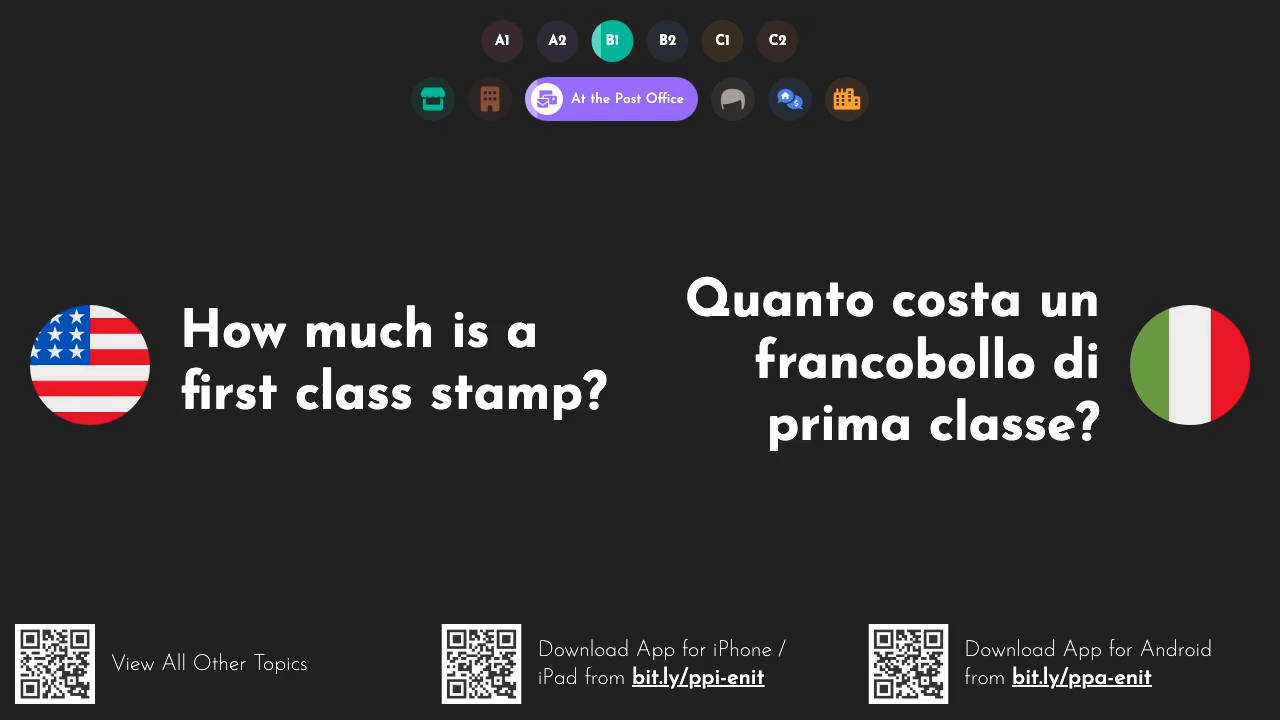 A1 A2 B1 B2 C1 C2
At the Post Office
How much is a
first class stamp?
Quanto costa un
francobollo di
prima classe?
View All Other Topics
Download App for iPhone /
iPad from bit.ly/ppi-enit
Download App for Android
from bit.ly/ppa-enit